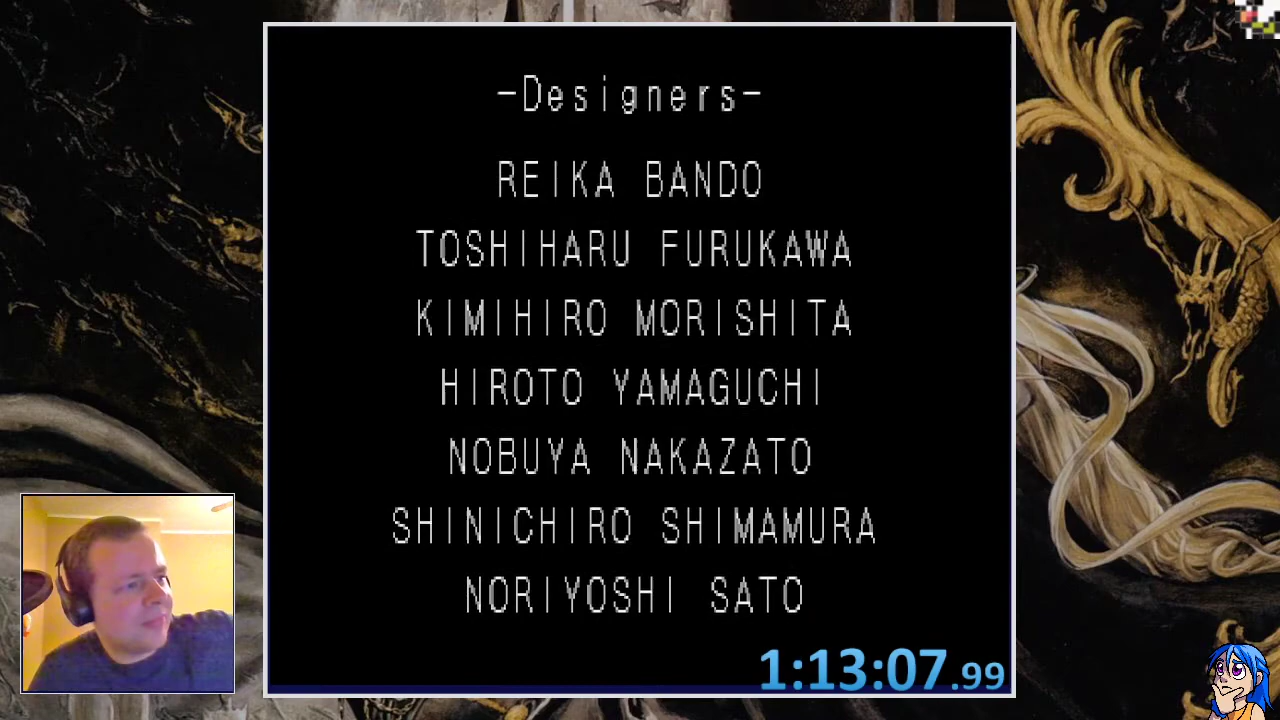 -Designers-
REIKA BANDO
TOSHIHARU FURUKAWA
KIMIHIRO MORISHITA
HIROTO YAMAGUCHI
NOBUYA NAKAZATO
SHINICHIRO SHIMAMURA
NORIYOSHI SATO
1:13:07.99